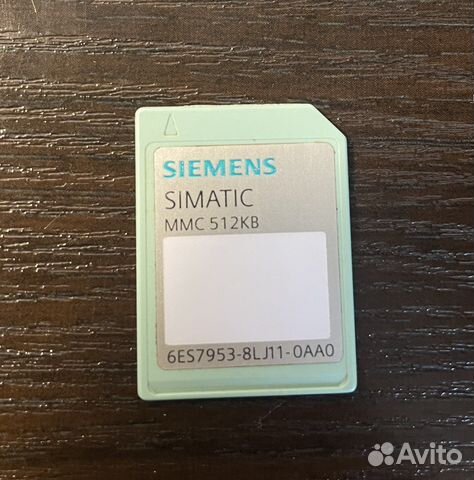 SIEMENS
SIMATIC
MMC 512KB
6ES7953-8LJ11-0AA0
Avito